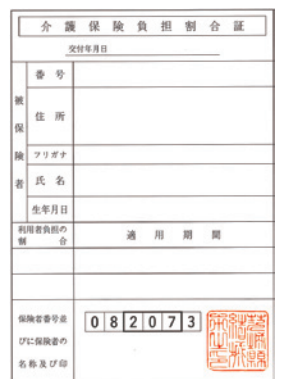 介護保険負担割合証
交付年月日
被保険者
番号
住所
フリガナ
氏名
生年月日
利用者負担の
割合
適用期間
保険者番号並
びに保険者の
名称及び印
082073